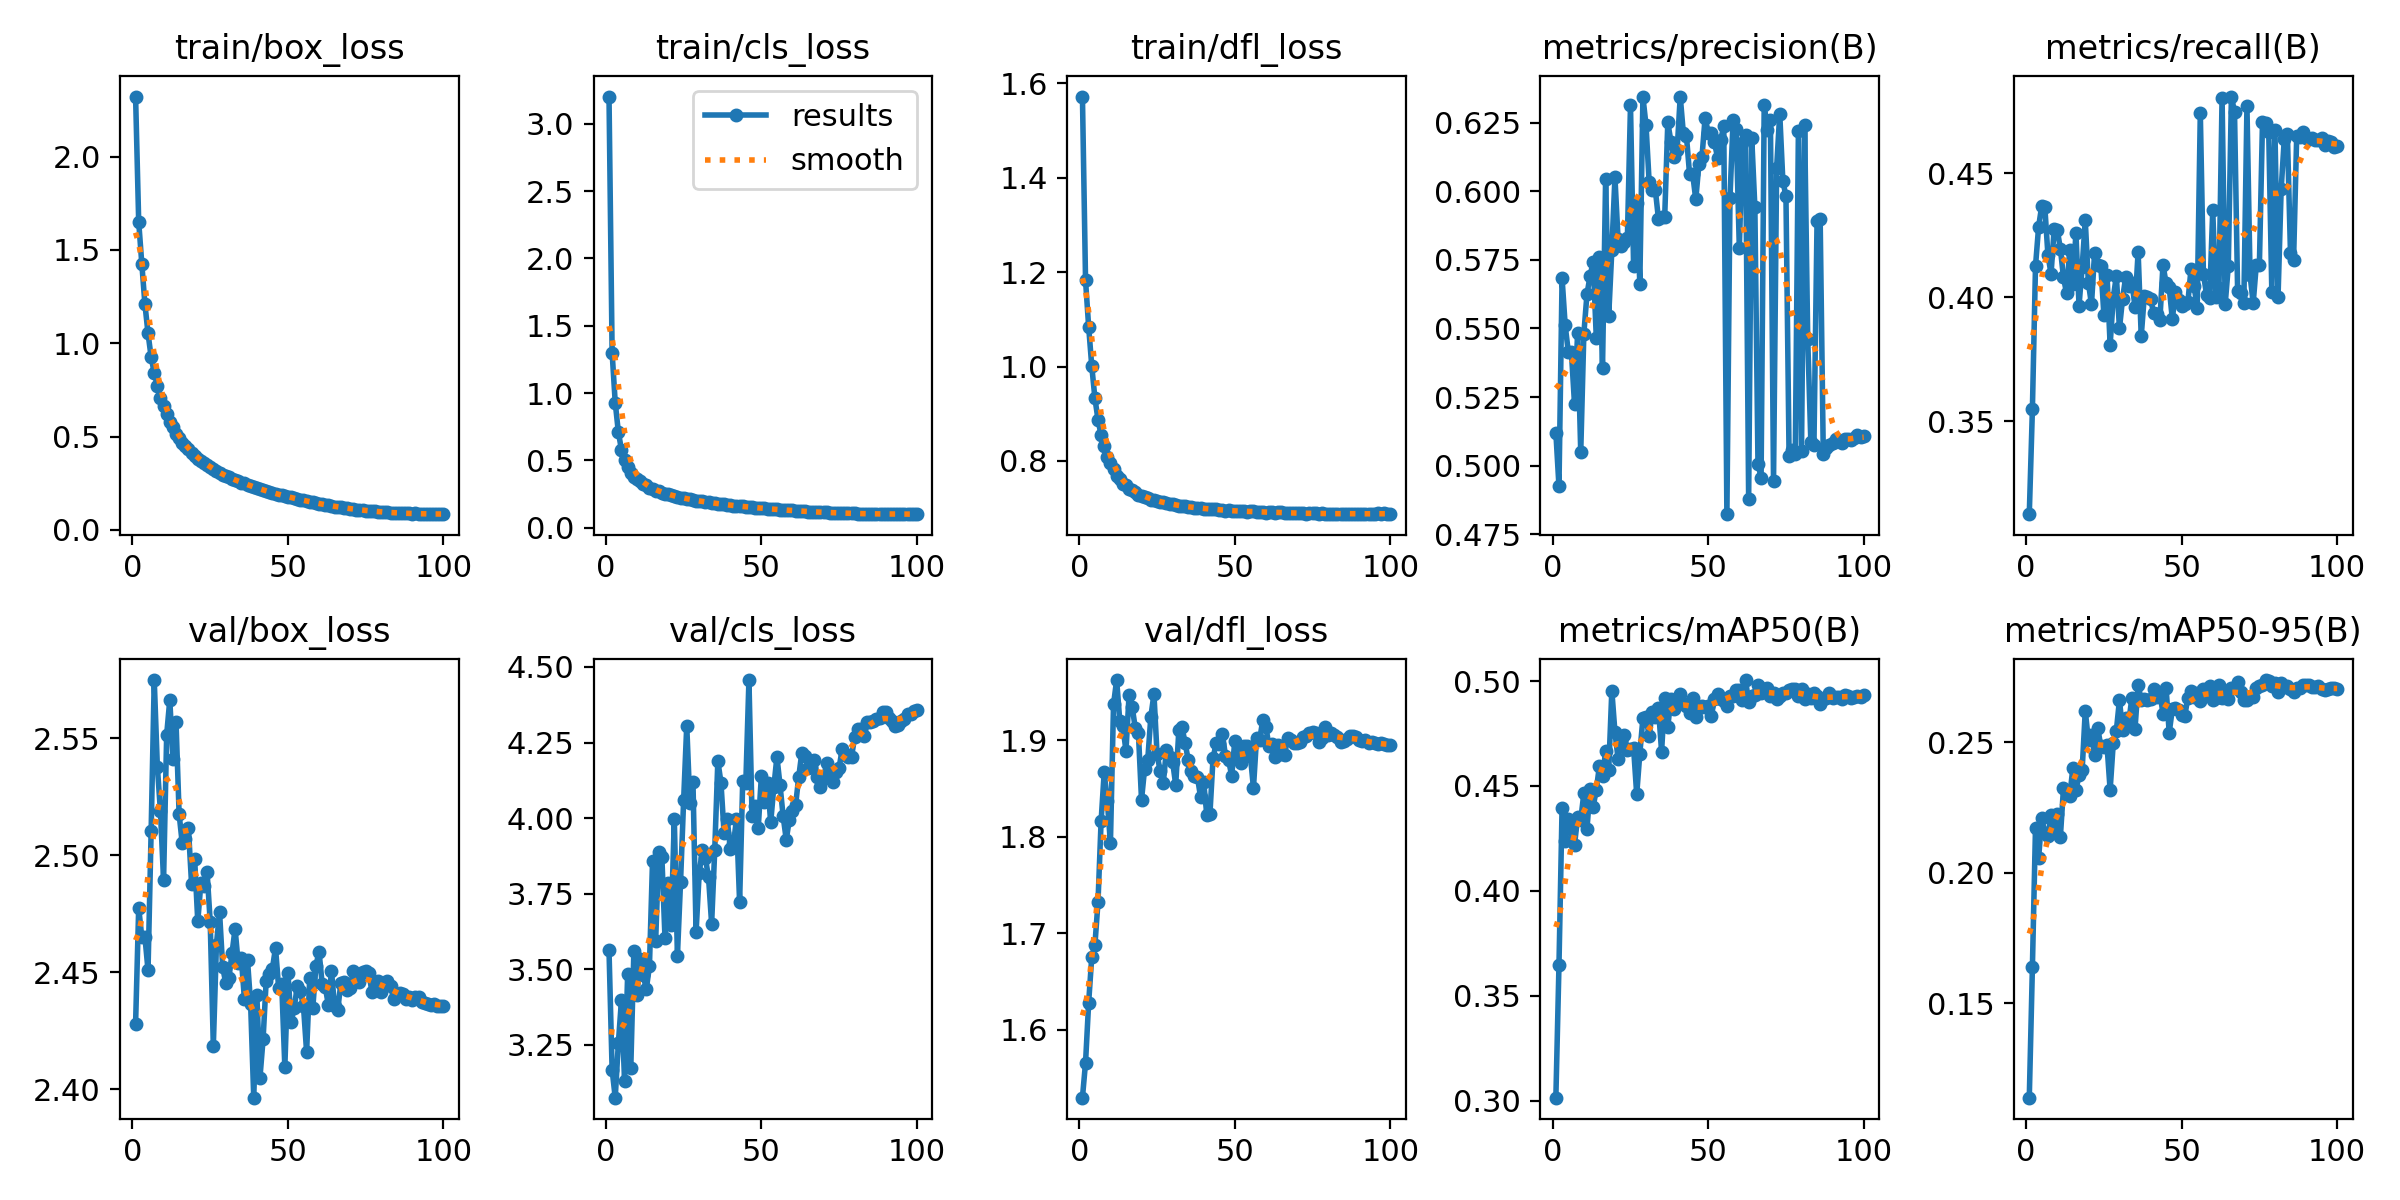 train/box_loss
2.0
1.5
1.0
0.5
0.0
0 50 100
train/cls_loss
results
smooth
3.0
2.5
2.0
1.5
1.0
0.5
0.0
0 50 100
train/dfl_loss
1.6
1.4
1.2
1.0
0.8
0 50 100
metrics/precision(B)
0.625
0.600
0.575
0.550
0.525
0.500
0.475
0 50 100
metrics/recall(B)
0.45
0.40
0.35
0 50 100
val/box_loss
2.55
2.50
2.45
2.40
0 50 100
val/cls_loss
4.50
4.25
4.00
3.75
3.50
3.25
0 50 100
val/dfl_loss
1.9
1.8
1.7
1.6
0 50 100
metrics/mAP50(B)
0.50
0.45
0.40
0.35
0.30
0 50 100
metrics/mAP50-95(B)
0.25
0.20
0.15
0 50 100